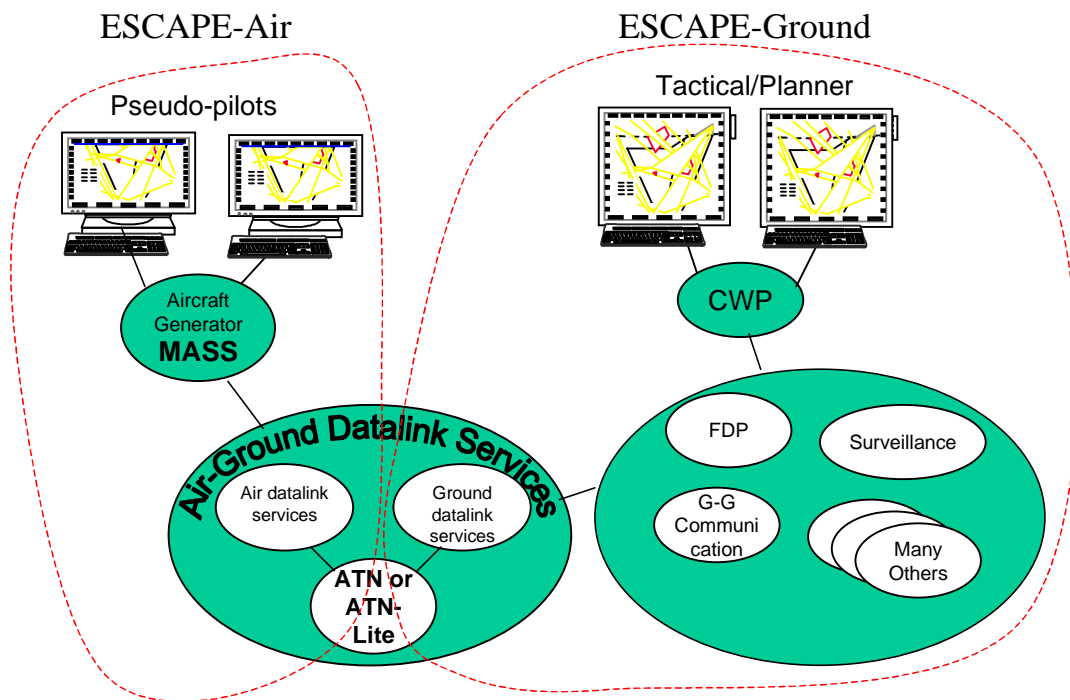 ESCAPE-Air
ESCAPE-Ground
Pseudo-pilots
Tactical/Planner
Aircraft
Generator
MASS
CWP
Air-Ground Datalink Services
Air datalink
services
Ground
datalink
services
ATN or
ATN-
Lite
FDP
Surveillance
G-G
Communi
cation
Many
Others